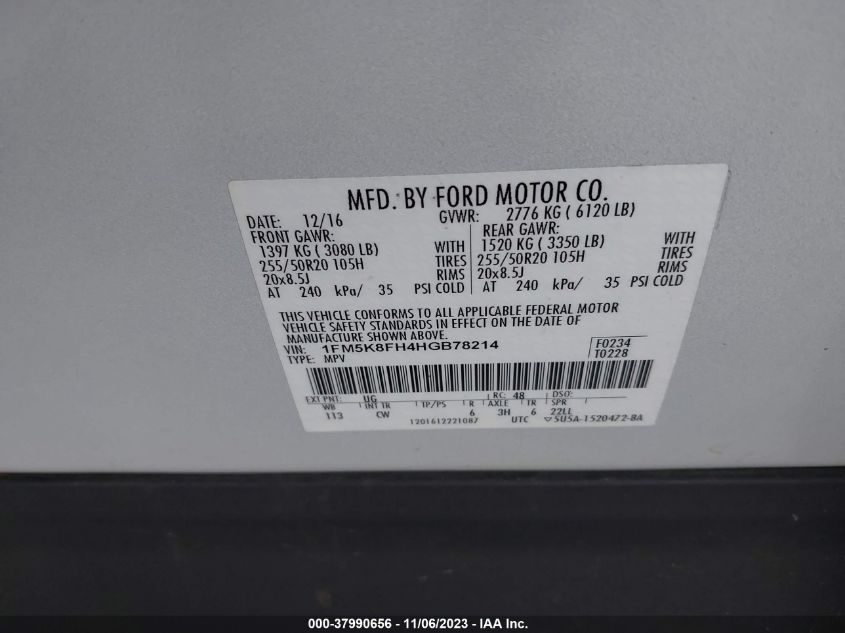 MFD. BY FORD MOTOR CO.
DATE: 12/16 GVWR: 2776 KG ( 6120 LB)
FRONT GAWR: REAR GAWR:
1397 KG ( 3080 LB) WITH 1520 KG ( 3350 LB) WITH
255/50R20 105H TIRES 255/50R20 105H TIRES
20x8.5J RIMS 20x8.5J RIMS
AT 240 kPa/ 35 PSI COLD AT 240 kPa/ 35 PSI COLD
THIS VEHICLE CONFORMS TO ALL APPLICABLE FEDERAL MOTOR
VEHICLE SAFETY STANDARDS IN EFFECT ON THE DATE OF
MANUFACTURE SHOWN ABOVE.
VIN: 1FM5K8FH4HGB78214 F0234
TYPE: MPV T0228
EXT PNT: UG RC: 48 DSO:
WB INT TR TP/PS R AXLE TR SPR
113 CW 6 3H 6 22LL
1201612221087 UTC ▽5U5A-1520472-BA
000-37990656 - 11/06/2023 - IAA Inc.